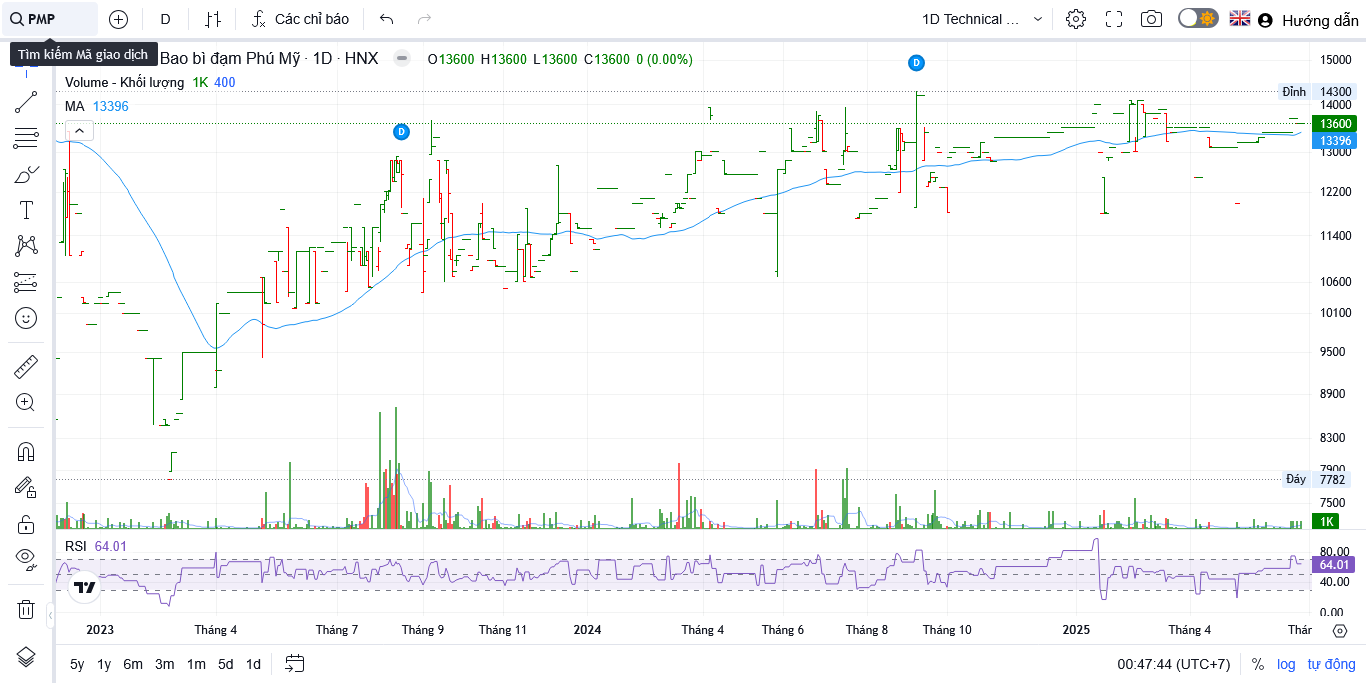 PMP D Các chỉ báo 1D Technical ... Hướng dẫn
Tìm kiếm Mã giao dịch
Bao bì đạm Phú Mỹ · 1D · HNX O13600 H13600 L13600 C13600 0 (0.00%)
Volume - Khối lượng 1K 400
MA 13396
D
D
15000
Đỉnh 14300
14000
13600
13396
13000
12200
11400
10600
10100
9500
8900
8300
7900
Đáy 7782
7500
1K
RSI 64.01
80.00
64.01
40.00
0.00
2023 Tháng 4 Tháng 7 Tháng 9 Tháng 11 2024 Tháng 4 Tháng 6 Tháng 8 Tháng 10 2025 Tháng 4 Thár
5y 1y 6m 3m 1m 5d 1d 00:47:44 (UTC+7) % log tự động